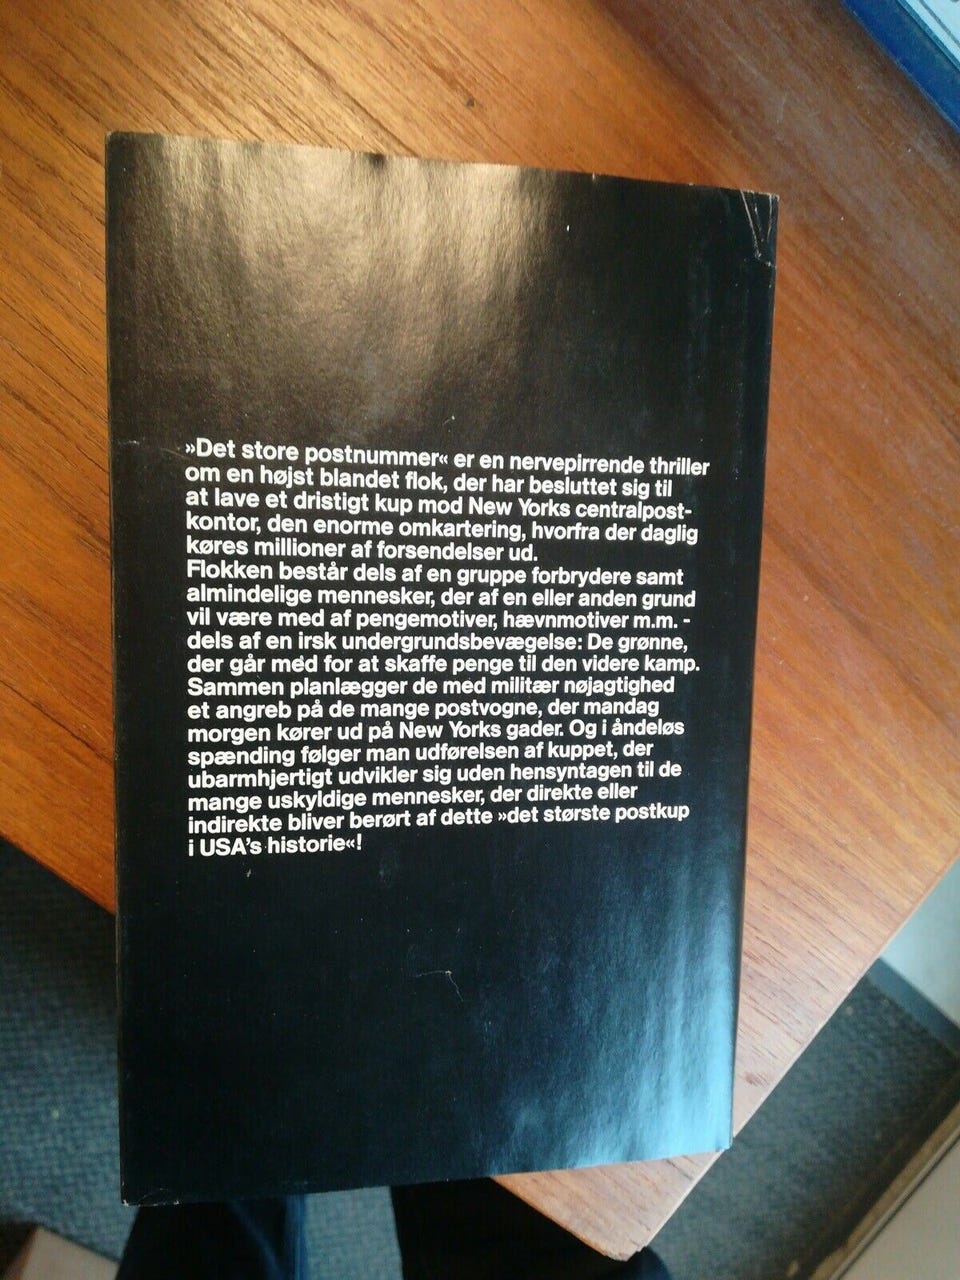 »Det store postnummer« er en nervepirrende thriller
om en højst blandet flok, der har besluttet sig til
at lave et dristigt kup mod New Yorks centralpost-
kontor, den enorme omkartering, hvorfra der daglig
køres millioner af forsendelser ud.
Flokken består dels af en gruppe forbrydere samt
almindelige mennesker, der af en eller anden grund
vil være med af pengemotiver, hævnmotiver m.m. -
dels af en irsk undergrundsbevægelse: De grønne,
der går med for at skaffe penge til den videre kamp.
Sammen planlægger de med militær nøjagtighed
et angreb på de mange postvogne, der mandag
morgen kører ud på New Yorks gader. Og i åndeløs
spænding følger man udførelsen af kuppet, der
ubarmhjertigt udvikler sig uden hensyntagen til de
mange uskyldige mennesker, der direkte eller
indirekte bliver berørt af dette »det største postkup
i USA's historie«!